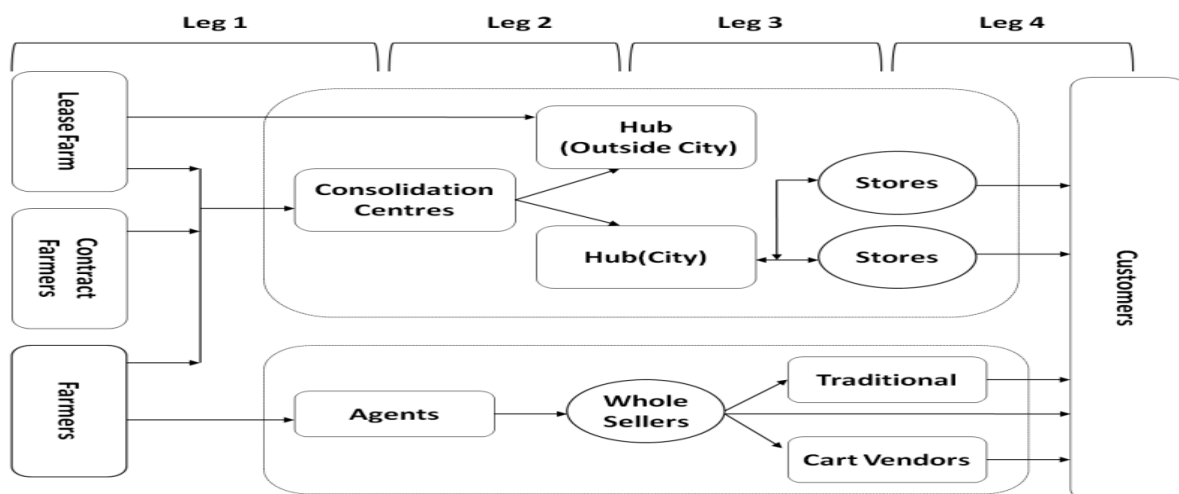 Leg 1
Leg 2
Leg 3
Leg 4
Lease Farm
Contract
Farmers
Farmers
Consolidation
Centres
Hub
(Outside City)
Hub(City)
Stores
Stores
Agents
Whole
Sellers
Traditional
Cart Vendors
Customers